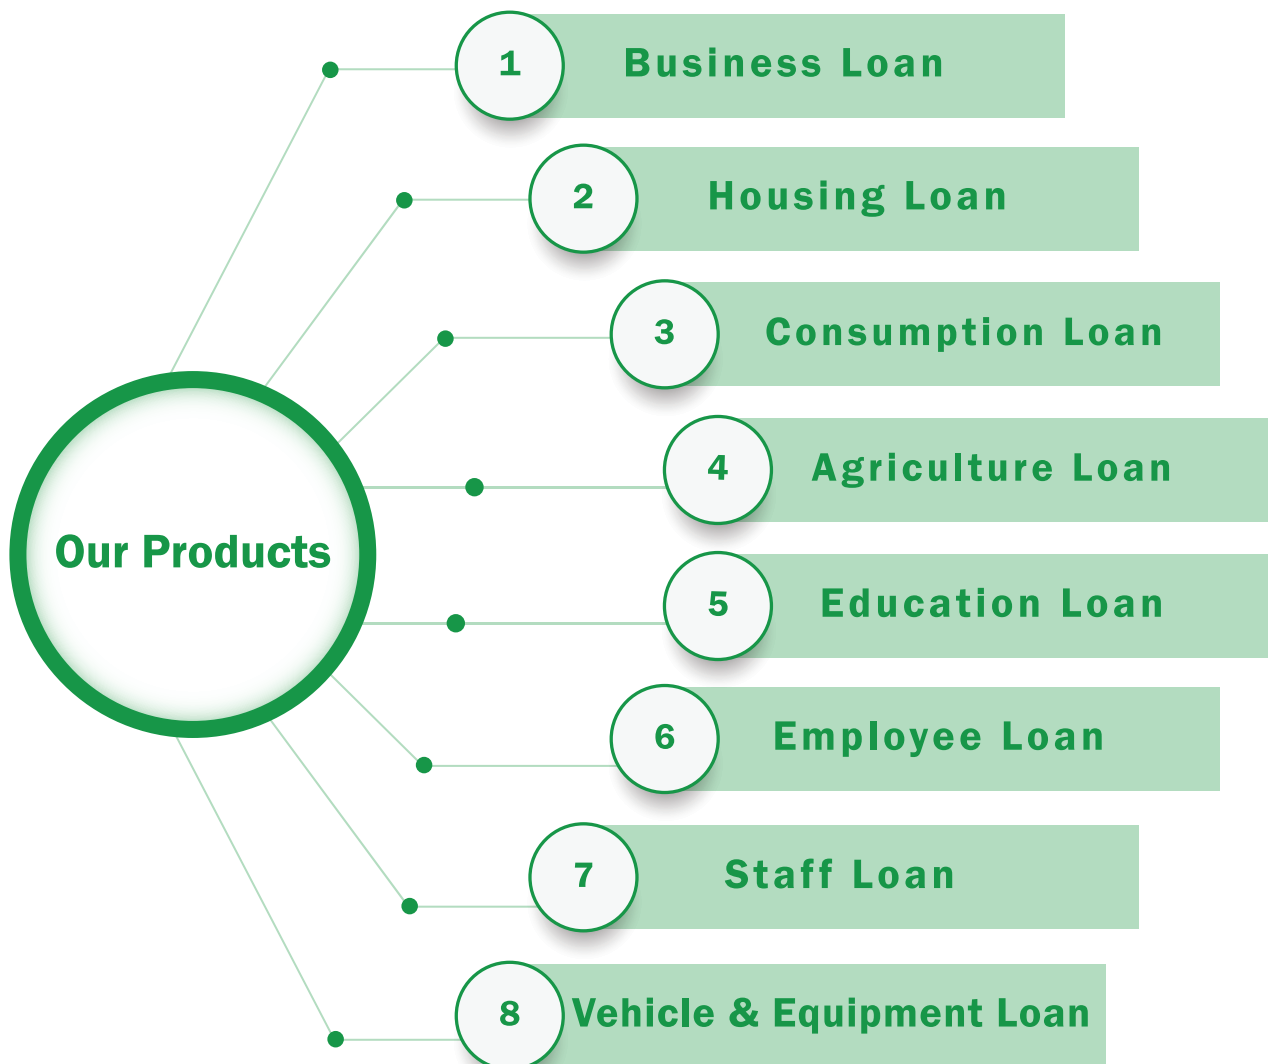 1
Business Loan
2
Housing Loan
3
Consumption Loan
4
Agriculture Loan
Our Products
5
Education Loan
6
Employee Loan
7
Staff Loan
8
Vehicle & Equipment Loan